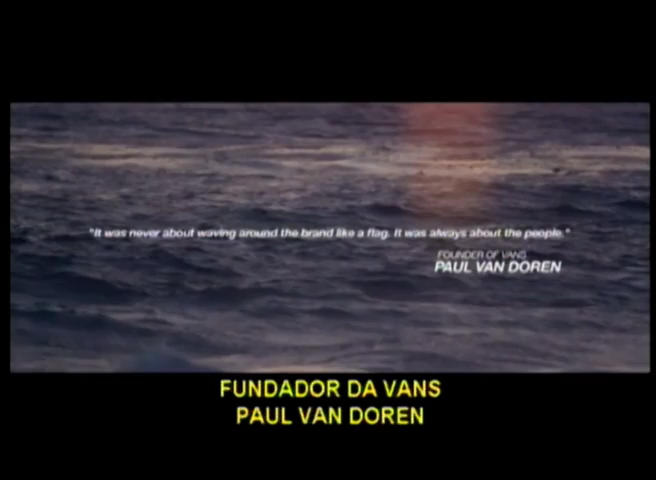 "It was never about waving around the brand like a flag. It was always about the people."
FOUNDER OF VANS
PAUL VAN DOREN
FUNDADOR DA VANS
PAUL VAN DOREN